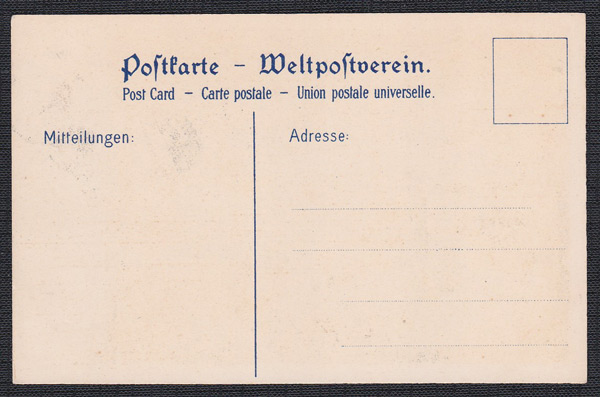 Poſtkarte – Weltpoſtverein.
Post Card – Carte postale – Union postale universelle.
Mitteilungen:
Adresse: